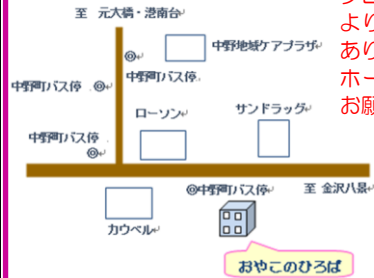 至 元大橋・港南台
中野地域ケアプラザ
中野町バス停
中野町バス停
ローソン
サンドラッグ
中野町バス停
中野町バス停
至 金沢八景
カウベル
おやこのひろば
より
あり
ホー
お願